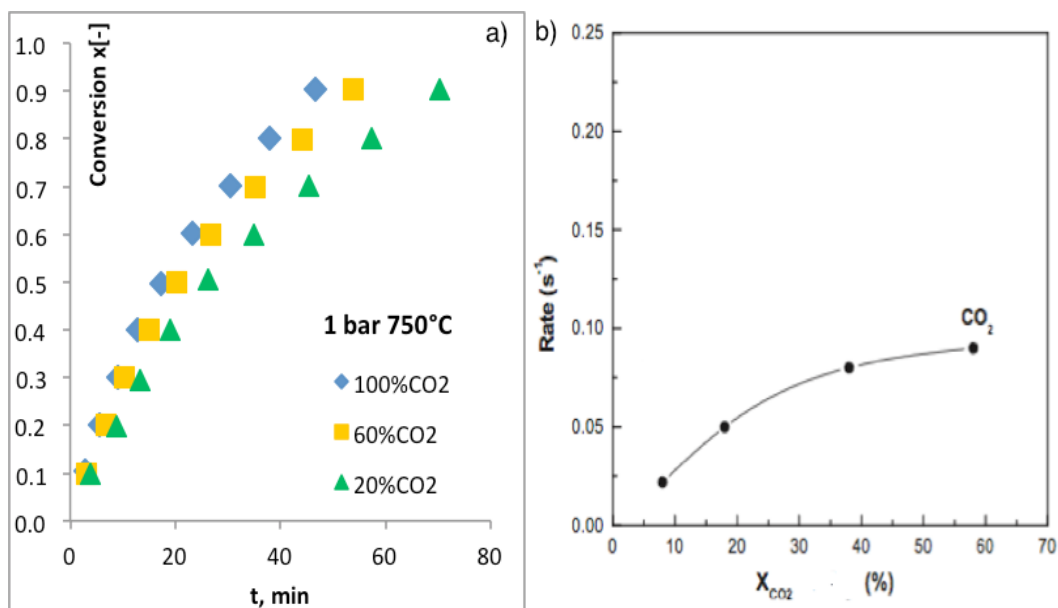 a)
Conversion x[-]
1.0
0.9
0.8
0.7
0.6
0.5
0.4
0.3
0.2
0.1
0.0
1 bar 750°C
100%CO2
60%CO2
20%CO2
0 20 40 60 80
t, min
b)
Rate (s⁻¹)
0.25
0.20
0.15
0.10
0.05
0.00
CO₂
0 10 20 30 40 50 60 70
X_CO₂ (%)